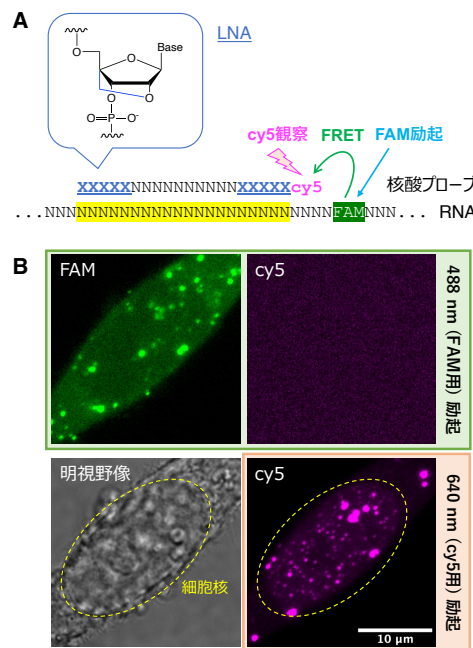 A
LNA
Base
O
O
O
O
O=P-O⁻
cy5観察 FRET FAM励起
XXXXXNNNNNNNNNNXXXXXcy5 核酸プローブ
...NNNNNNNNNNNNNNNNNNNNNNNNNNNFAMNNN... RNA
B
FAM
cy5
488 nm (FAM用) 励起
明視野像
細胞核
cy5
10 μm
640 nm (cy5用) 励起